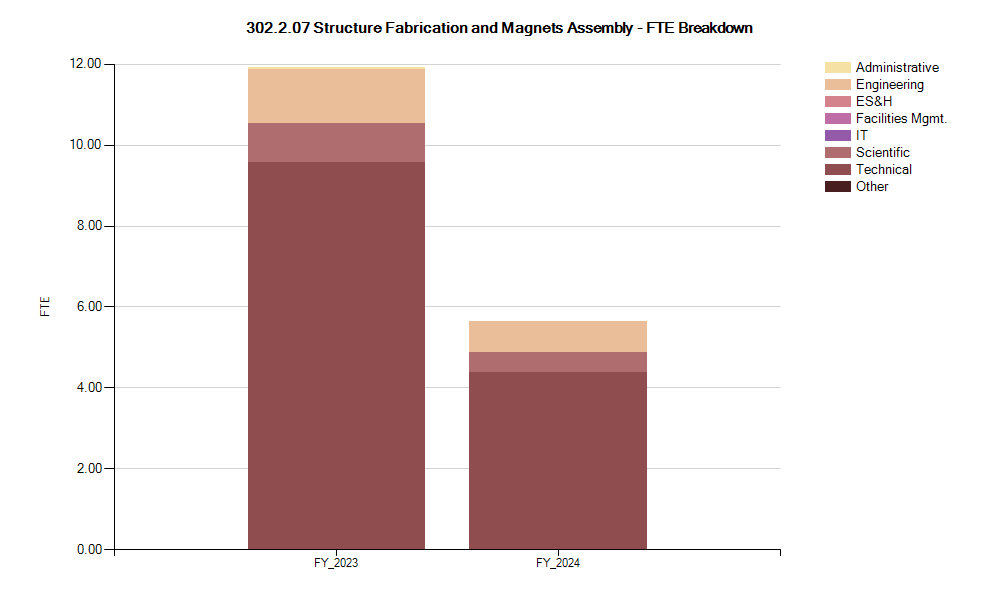 302.2.07 Structure Fabrication and Magnets Assembly - FTE Breakdown
12.00
10.00
8.00
6.00
4.00
2.00
0.00
FTE
FY_2023
FY_2024
Administrative
Engineering
ES&H
Facilities Mgmt.
IT
Scientific
Technical
Other